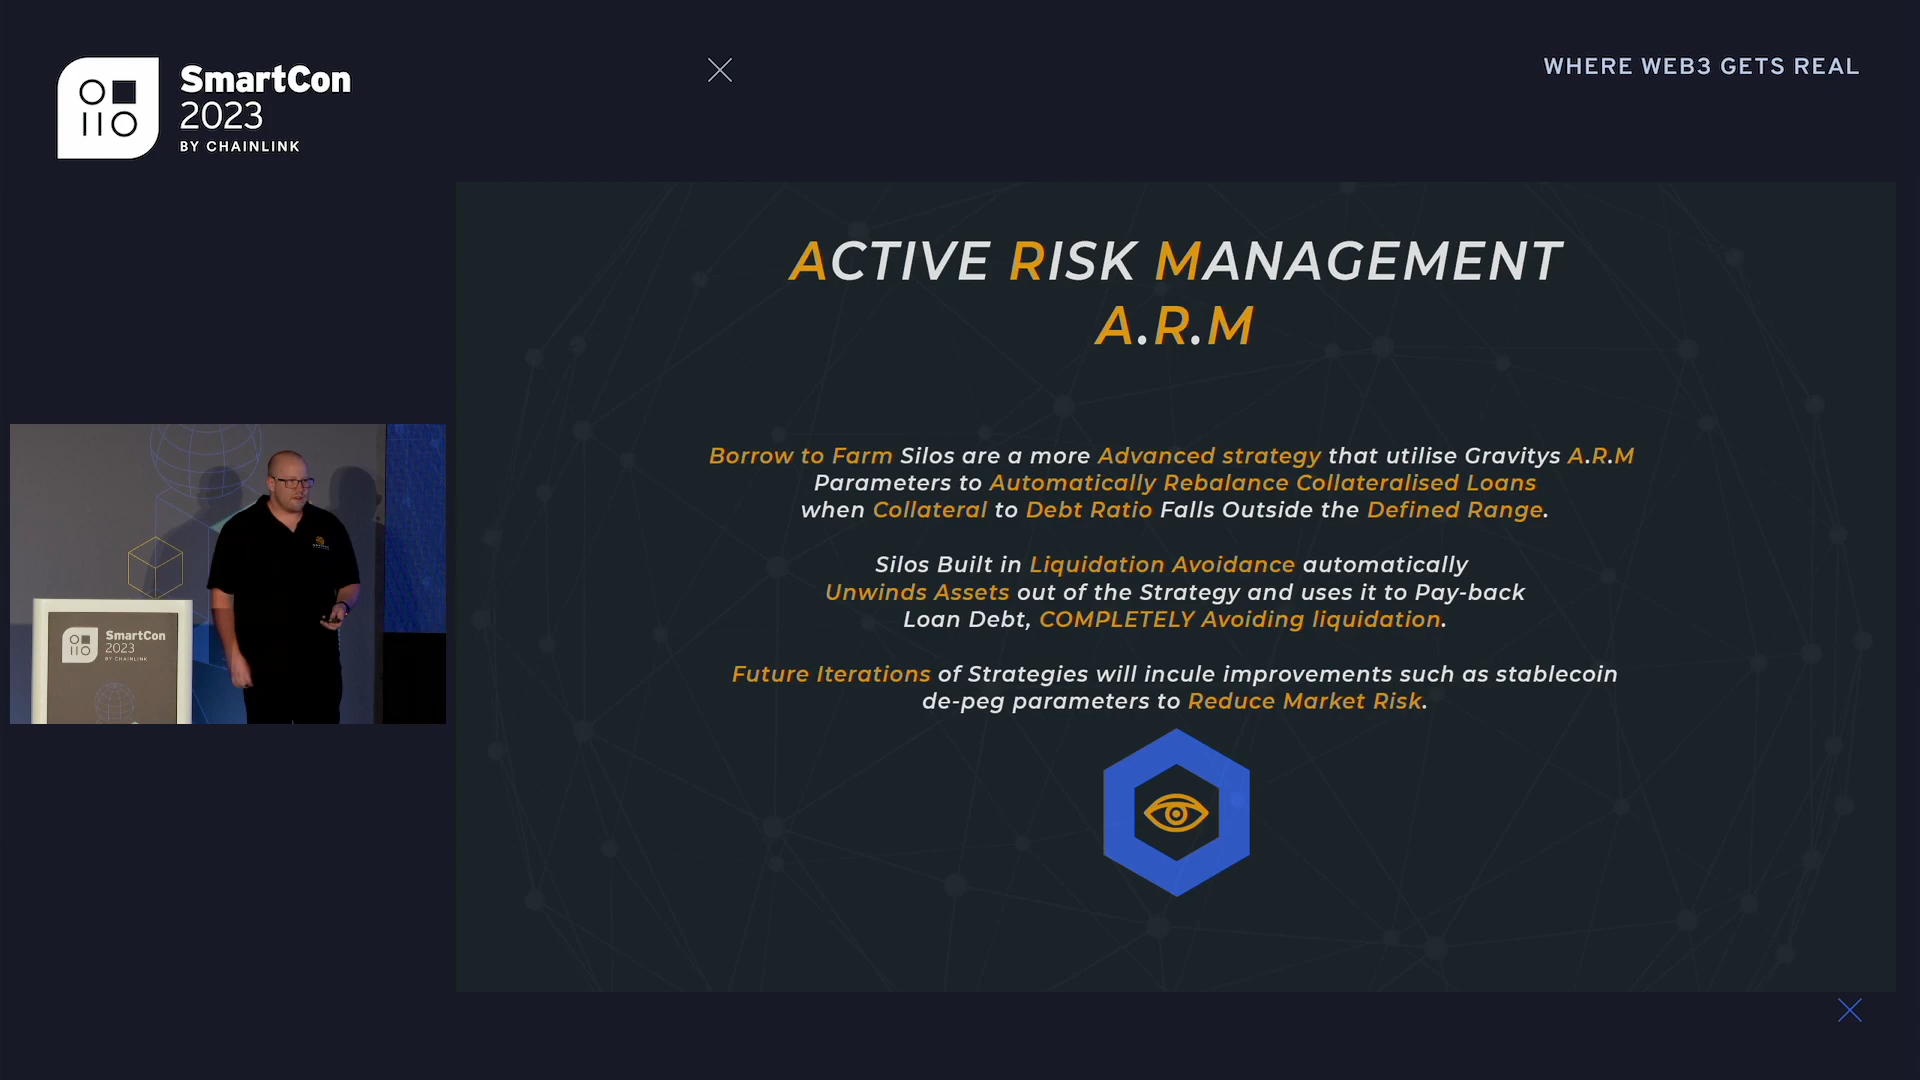 SmartCon
2023
BY CHAINLINK
WHERE WEB3 GETS REAL
ACTIVE RISK MANAGEMENT
A.R.M
Borrow to Farm Silos are a more Advanced strategy that utilise Gravitys A.R.M
Parameters to Automatically Rebalance Collateralised Loans
when Collateral to Debt Ratio Falls Outside the Defined Range.
Silos Built in Liquidation Avoidance automatically
Unwinds Assets out of the Strategy and uses it to Pay-back
Loan Debt, COMPLETELY Avoiding liquidation.
Future Iterations of Strategies will incule improvements such as stablecoin
de-peg parameters to Reduce Market Risk.
SmartCon
2023
BY CHAINLINK